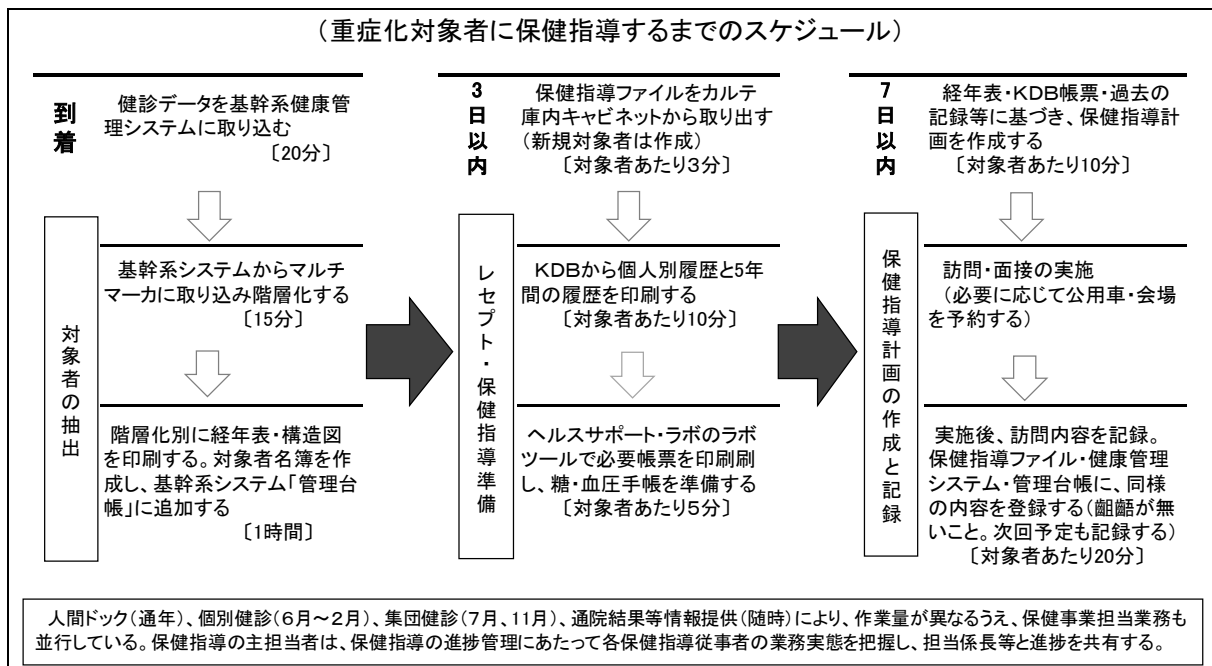 (重症化対象者に保健指導するまでのスケジュール)
到着
健診データを基幹系健康管
理システムに取り込む
〔20分〕
対象者の抽出
基幹系システムからマルチ
マーカに取り込み階層化する
〔15分〕
階層化別に経年表・構造図
を印刷する。対象者名簿を作
成し、基幹系システム「管理台
帳」に追加する
〔1時間〕
3日以内
保健指導ファイルをカルテ
庫内キャビネットから取り出す
(新規対象者は作成)
〔対象者あたり3分〕
レセプト・保健指導準備
KDBから個人別履歴と5年
間の履歴を印刷する
〔対象者あたり10分〕
ヘルスサポート・ラボのラボ
ツールで必要帳票を印刷刷
し、糖・血圧手帳を準備する
〔対象者あたり5分〕
7日以内
経年表・KDB帳票・過去の
記録等に基づき、保健指導計
画を作成する
〔対象者あたり10分〕
保健指導計画の作成と記録
訪問・面接の実施
(必要に応じて公用車・会場
を予約する)
実施後、訪問内容を記録。
保健指導ファイル・健康管理
システム・管理台帳に、同様
の内容を登録する(齟齬が無
いこと。次回予定も記録する)
〔対象者あたり20分〕
人間ドック(通年)、個別健診(6月~2月)、集団健診(7月、11月)、通院結果等情報提供(随時)により、作業量が異なるうえ、保健事業担当業務も
並行している。保健指導の主担当者は、保健指導の進捗管理にあたって各保健指導従事者の業務実態を把握し、担当係長等と進捗を共有する。